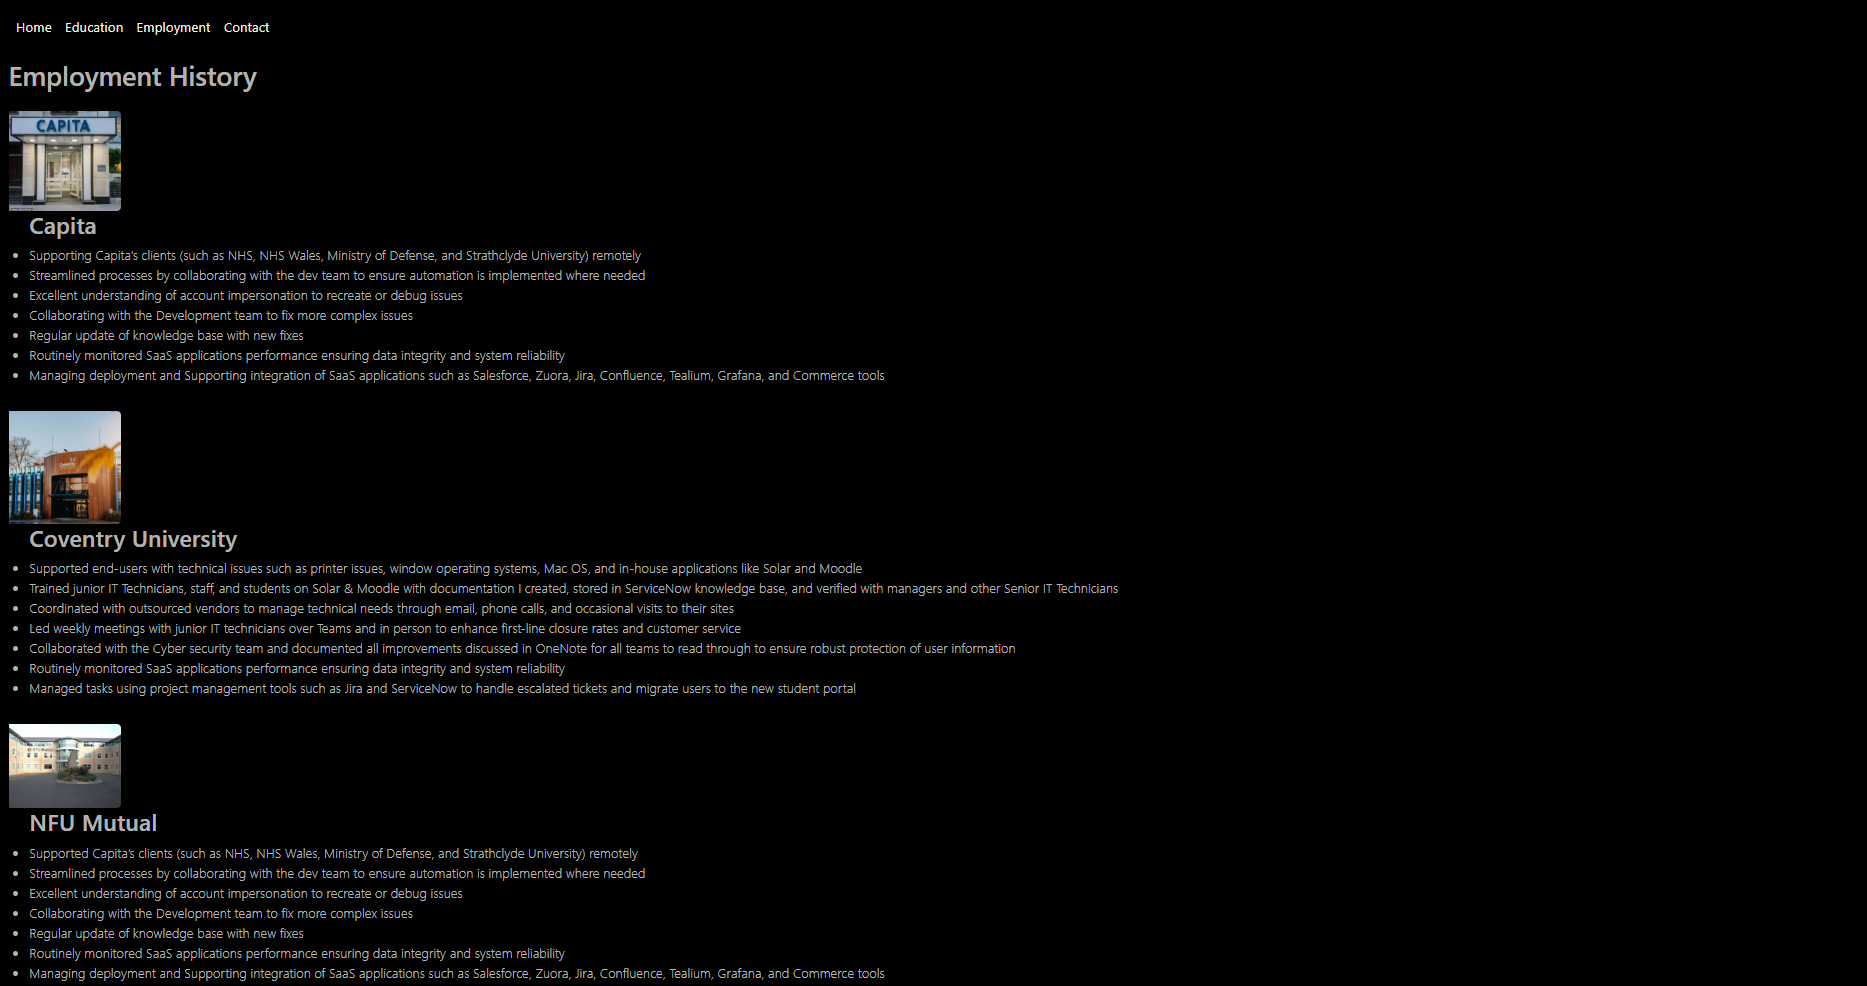 Home Education Employment Contact
Employment History
CAPITA
Capita
Supporting Capita's clients (such as NHS, NHS Wales, Ministry of Defense, and Strathclyde University) remotely
Streamlined processes by collaborating with the dev team to ensure automation is implemented where needed
Excellent understanding of account impersonation to recreate or debug issues
Collaborating with the Development team to fix more complex issues
Regular update of knowledge base with new fixes
Routinely monitored SaaS applications performance ensuring data integrity and system reliability
Managing deployment and Supporting integration of SaaS applications such as Salesforce, Zuora, Jira, Confluence, Tealium, Grafana, and Commerce tools
Coventry University
Supported end-users with technical issues such as printer issues, window operating systems, Mac OS, and in-house applications like Solar and Moodle
Trained junior IT Technicians, staff, and students on Solar & Moodle with documentation I created, stored in ServiceNow knowledge base, and verified with managers and other Senior IT Technicians
Coordinated with outsourced vendors to manage technical needs through email, phone calls, and occasional visits to their sites
Led weekly meetings with junior IT technicians over Teams and in person to enhance first-line closure rates and customer service
Collaborated with the Cyber security team and documented all improvements discussed in OneNote for all teams to read through to ensure robust protection of user information
Routinely monitored SaaS applications performance ensuring data integrity and system reliability
Managed tasks using project management tools such as Jira and ServiceNow to handle escalated tickets and migrate users to the new student portal
NFU Mutual
Supported Capita's clients (such as NHS, NHS Wales, Ministry of Defense, and Strathclyde University) remotely
Streamlined processes by collaborating with the dev team to ensure automation is implemented where needed
Excellent understanding of account impersonation to recreate or debug issues
Collaborating with the Development team to fix more complex issues
Regular update of knowledge base with new fixes
Routinely monitored SaaS applications performance ensuring data integrity and system reliability
Managing deployment and Supporting integration of SaaS applications such as Salesforce, Zuora, Jira, Confluence, Tealium, Grafana, and Commerce tools